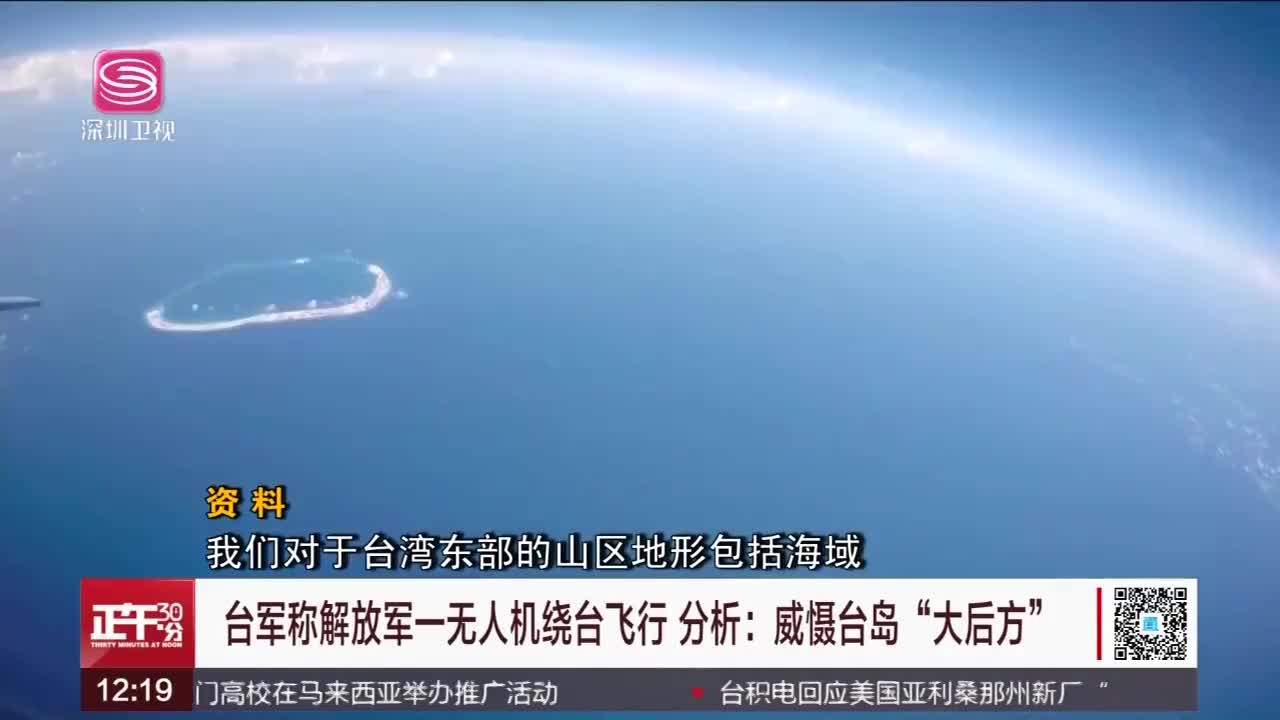 深圳卫视
资料
我们对于台湾东部的山区地形包括海域
正午30分
THIRTY MINUTES AT NOON
台军称解放军一无人机绕台飞行 分析：威慑台岛“大后方”
12:19
门高校在马来西亚举办推广活动 • 台积电回应美国亚利桑那州新厂“